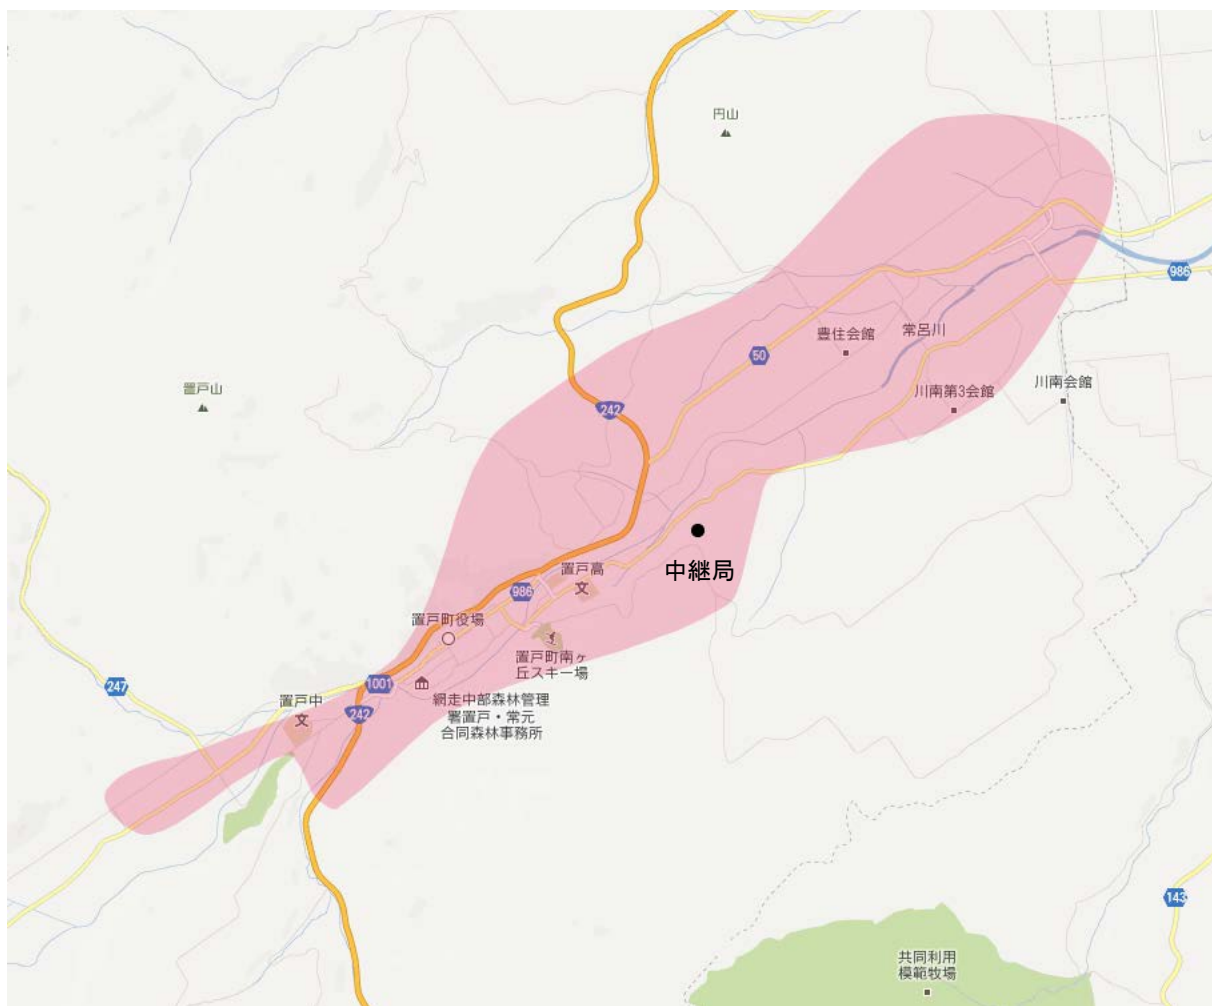 円山
986
豊住会館
常呂川
50
置戸山
川南第3会館
川南会館
242
中継局
置戸高
文
986
置戸町役場
置戸町南ヶ
丘スキー場
1001
247
置戸中
文
網走中部森林管理
署置戸・常元
合同森林事務所
242
143
共同利用
模範牧場